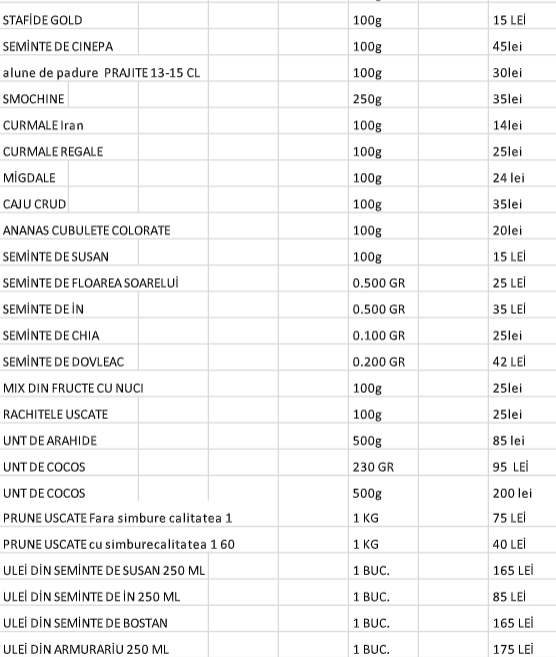 STAFİDE GOLD 100g 15 LEİ
SEMİNTE DE CINEPA 100g 45lei
alune de padure PRAJITE 13-15 CL 100g 30lei
SMOCHINE 250g 35lei
CURMALE Iran 100g 14lei
CURMALE REGALE 100g 25lei
MİGDALE 100g 24 lei
CAJU CRUD 100g 35lei
ANANAS CUBULETE COLORATE 100g 20lei
SEMİNTE DE SUSAN 100g 15 LEİ
SEMİNTE DE FLOAREA SOARELUİ 0.500 GR 25 LEİ
SEMİNTE DE İN 0.500 GR 35 LEİ
SEMİNTE DE CHIA 0.100 GR 25lei
SEMİNTE DE DOVLEAC 0.200 GR 42 LEİ
MIX DIN FRUCTE CU NUCI 100g 25lei
RACHITELE USCATE 100g 25lei
UNT DE ARAHIDE 500g 85 lei
UNT DE COCOS 230 GR 95 LEİ
UNT DE COCOS 500g 200 lei
PRUNE USCATE Fara simbure calitatea 1 1 KG 75 LEİ
PRUNE USCATE cu simburecalitatea 1 60 1 KG 40 LEİ
ULEİ DİN SEMİNTE DE SUSAN 250 ML 1 BUC. 165 LEİ
ULEİ DİN SEMİNTE DE İN 250 ML 1 BUC. 85 LEİ
ULEİ DİN SEMİNTE DE BOSTAN 1 BUC. 165 LEİ
ULEİ DİN ARMURARİU 250 ML 1 BUC. 175 LEİ